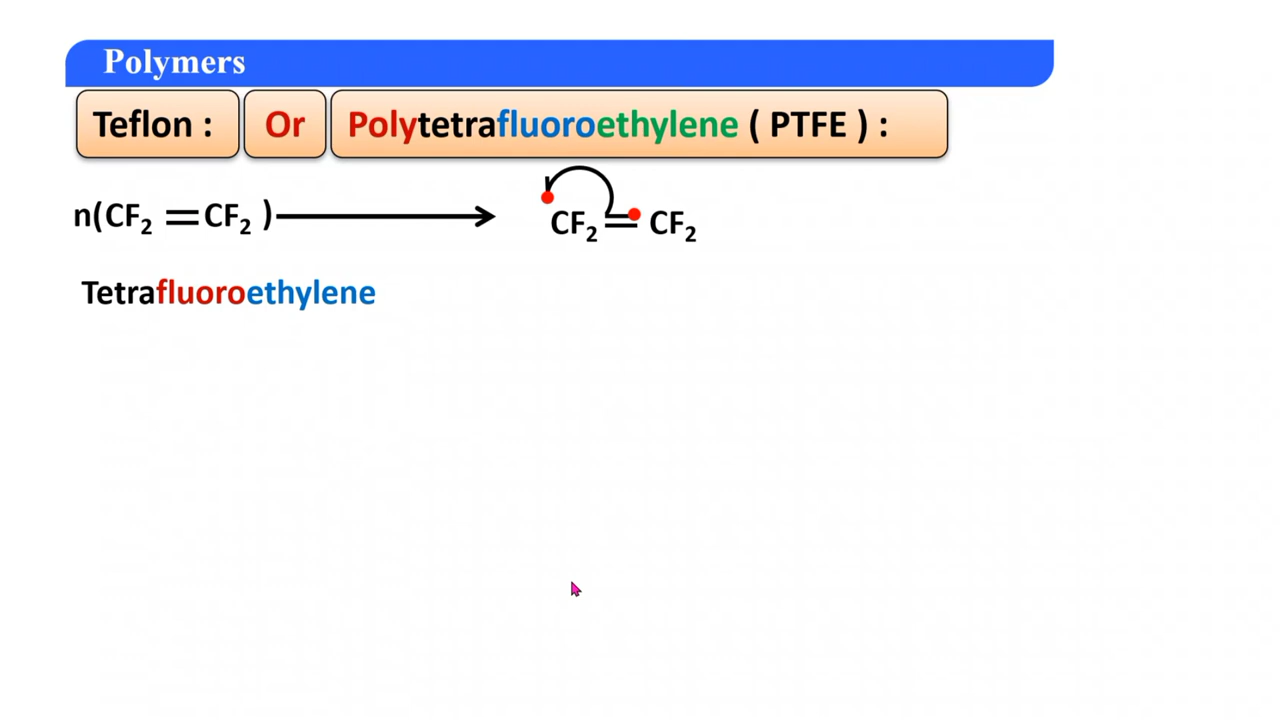 Polymers
Teflon : Or Polytetrafluoroethylene ( PTFE ) :
n(CF₂ =CF₂ ) ⟶ CF₂ = CF₂
Tetrafluoroethylene